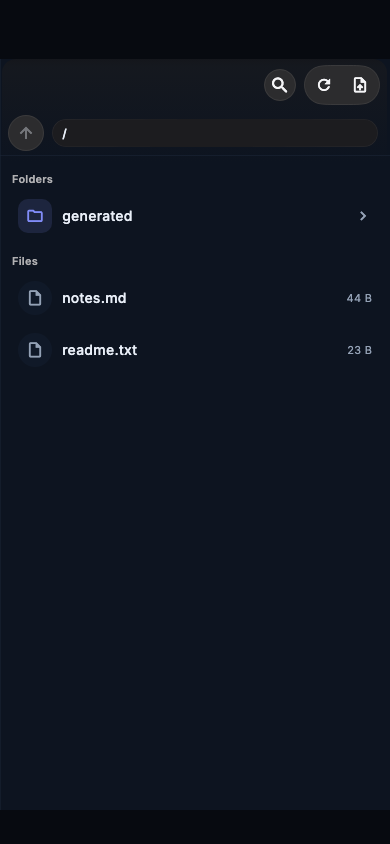 /
Folders
generated
Files
notes.md 44 B
readme.txt 23 B